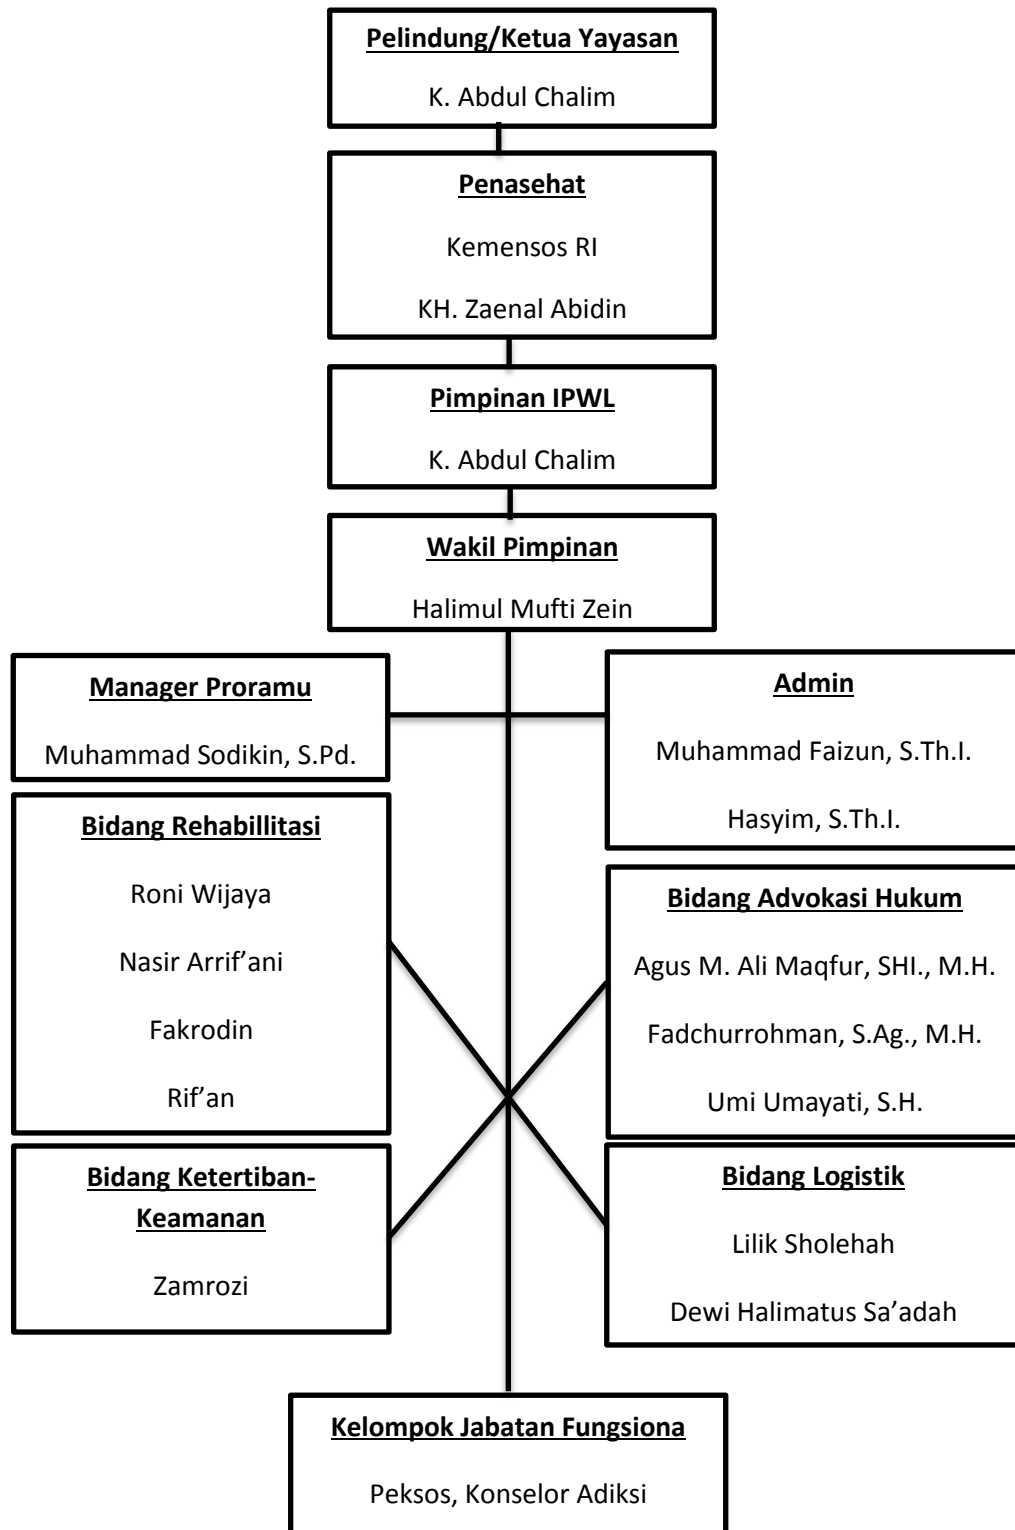 Pelindung/Ketua Yayasan
K. Abdul Chalim
Penasehat
Kemensos RI
KH. Zaenal Abidin
Pimpinan IPWL
K. Abdul Chalim
Wakil Pimpinan
Halimul Mufti Zein
Manager Proramu
Muhammad Sodikin, S.Pd.
Admin
Muhammad Faizun, S.Th.I.
Hasyim, S.Th.I.
Bidang Rehabillitasi
Roni Wijaya
Nasir Arrif’ani
Fakrodin
Rif’an
Bidang Advokasi Hukum
Agus M. Ali Maqfur, SHI., M.H.
Fadchurrohman, S.Ag., M.H.
Umi Umayati, S.H.
Bidang Ketertiban-
Keamanan
Zamrozi
Bidang Logistik
Lilik Sholehah
Dewi Halimatus Sa’adah
Kelompok Jabatan Fungsiona
Peksos, Konselor Adiksi